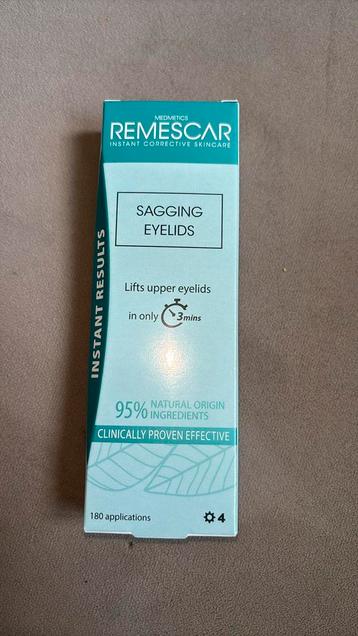 MEDMETICS
REMESCAR
INSTANT CORRECTIVE SKINCARE
SAGGING
EYELIDS
INSTANT RESULTS
Lifts upper eyelids
in only 3mins
95% NATURAL ORIGIN
INGREDIENTS
CLINICALLY PROVEN EFFECTIVE
180 applications
4